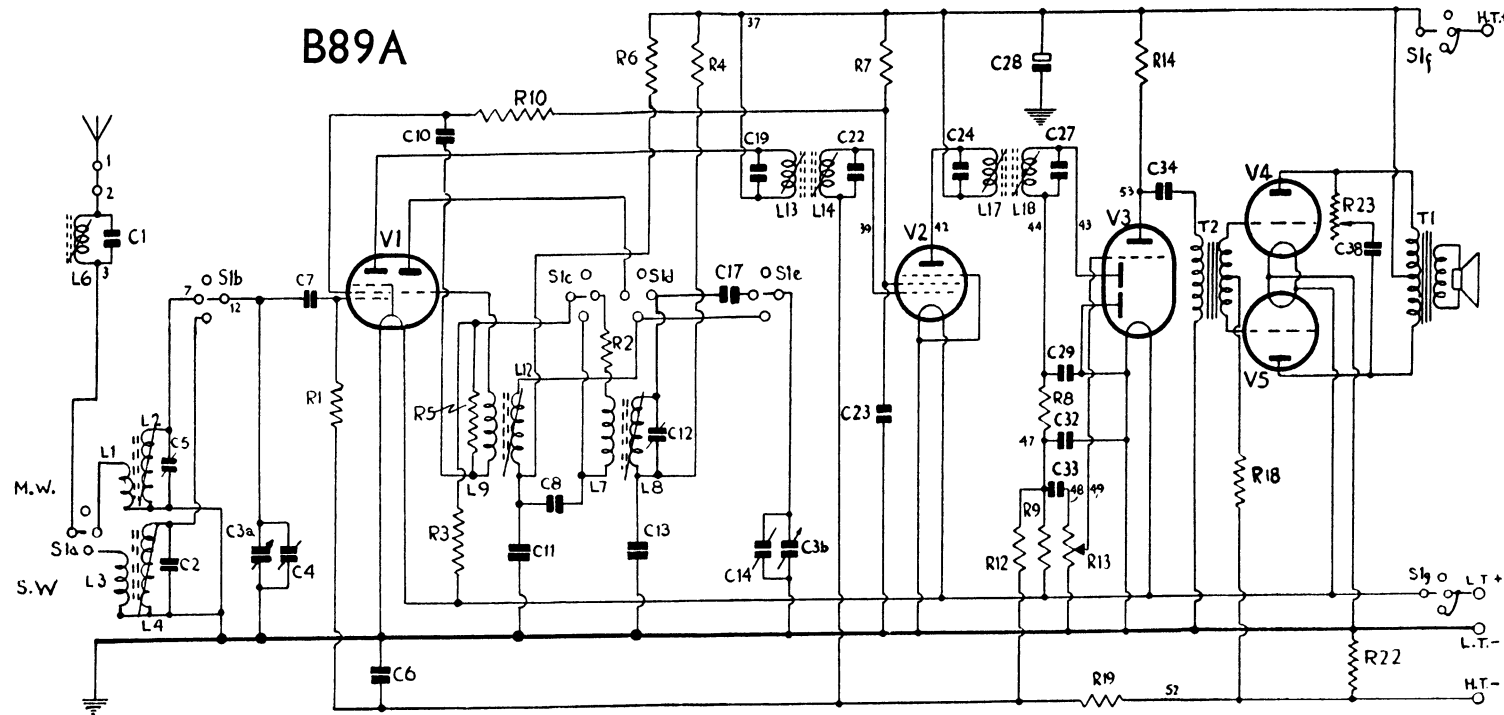 B89A
37
H.T.+
S1f
R6
R4
R7
C28
R14
R10
C10
1
2
C1
L6
3
C19
C22
C24
C27
L13
L14
L17
L18
C34
53
V4
R23
C38
T1
T2
V1
39
V2
42
44
43
V3
7
S1b
12
C7
S1c
S1d
C17
S1e
R2
L12
R1
R5
C23
C29
R8
C32
47
V5
L2
L1
C5
C12
M.W.
L9
C8
L7
L8
C33
48
49
R18
S1a
C3a
R3
C11
C13
R9
R12
R13
C2
C4
C14
C3b
L3
S.W
L4
S1g
L T +
L.T.-
C6
R22
R19
52
H.T-